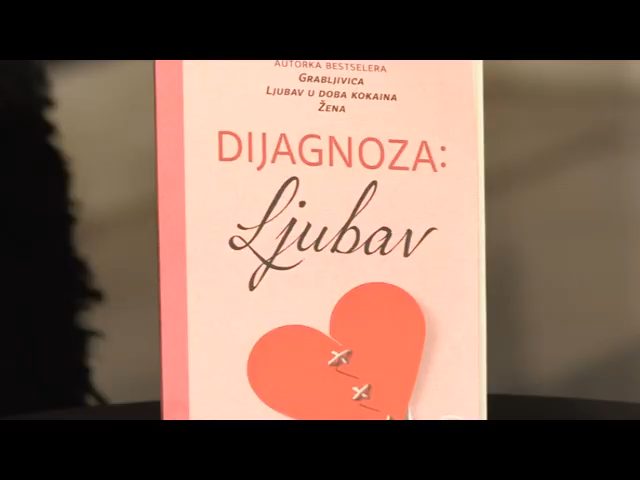 AUTORKA BESTSELERA
GRABLJIVICA
LJUBAV U DOBA KOKAINA
ŽENA
DIJAGNOZA:
Ljubav